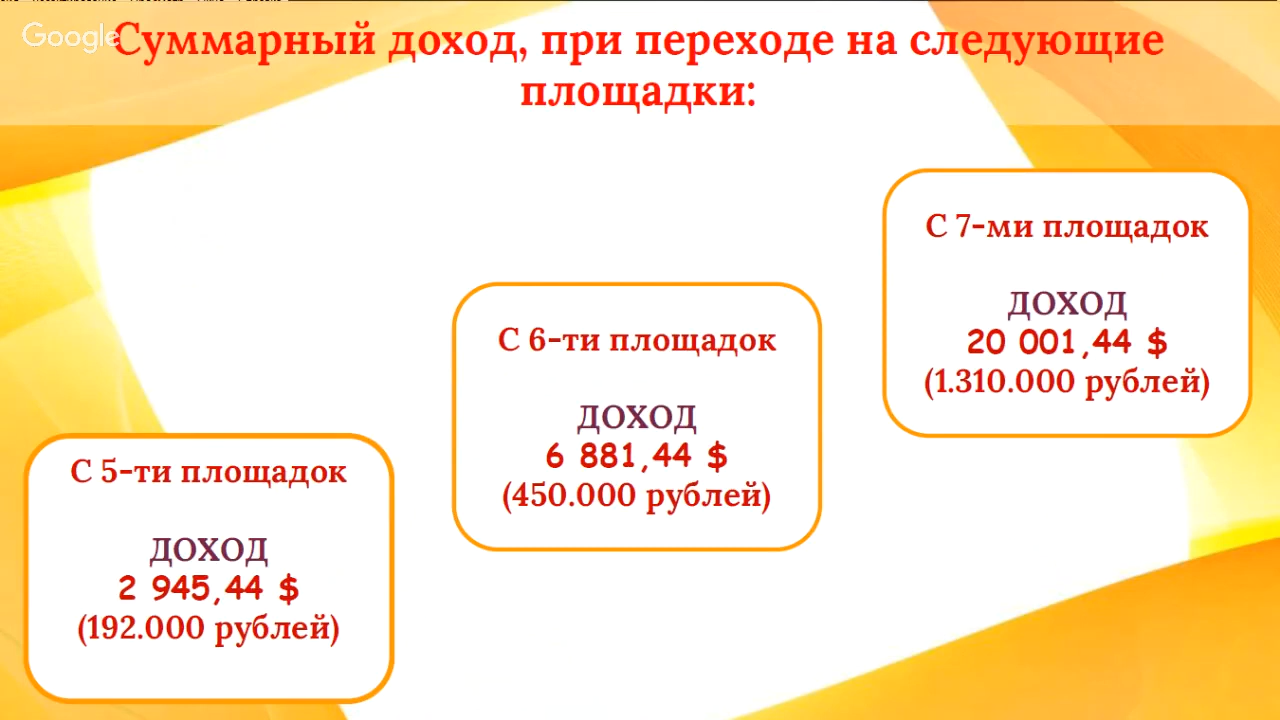 Google
Суммарный доход, при переходе на следующие
площадки:
С 5-ти площадок
ДОХОД
2 945,44 $
(192.000 рублей)
С 6-ти площадок
ДОХОД
6 881,44 $
(450.000 рублей)
С 7-ми площадок
ДОХОД
20 001,44 $
(1.310.000 рублей)